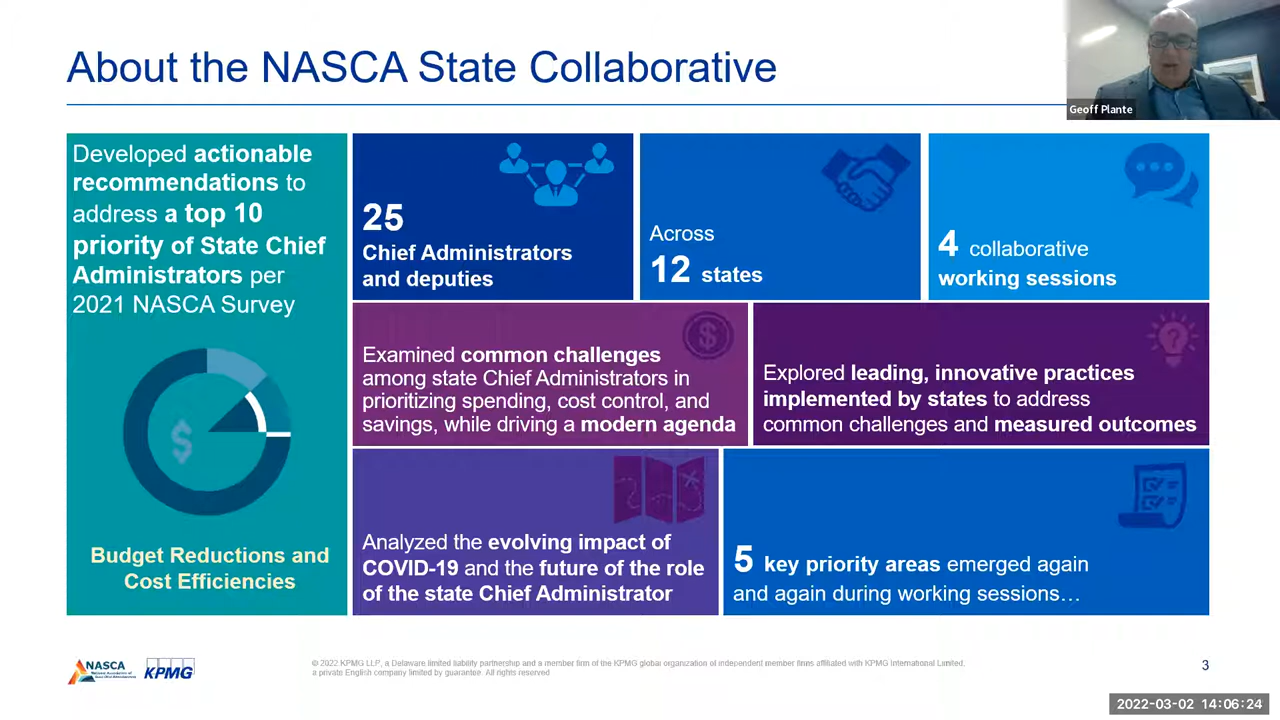 About the NASCA State Collaborative
Geoff Plante
Developed actionable
recommendations to
address a top 10
priority of State Chief
Administrators per
2021 NASCA Survey
$
Budget Reductions and
Cost Efficiencies
25
Chief Administrators
and deputies
Across
12 states
4 collaborative
working sessions
$
Examined common challenges
among state Chief Administrators in
prioritizing spending, cost control, and
savings, while driving a modern agenda
?
Explored leading, innovative practices
implemented by states to address
common challenges and measured outcomes
Analyzed the evolving impact of
COVID-19 and the future of the role
of the state Chief Administrator
5 key priority areas emerged again
and again during working sessions…
NASCA
KPMG
© 2022 KPMG LLP, a Delaware limited liability partnership and a member firm of the KPMG global organization of independent member firms affiliated with KPMG International Limited,
a private English company limited by guarantee. All rights reserved
3
2022-03-02 14:06:24